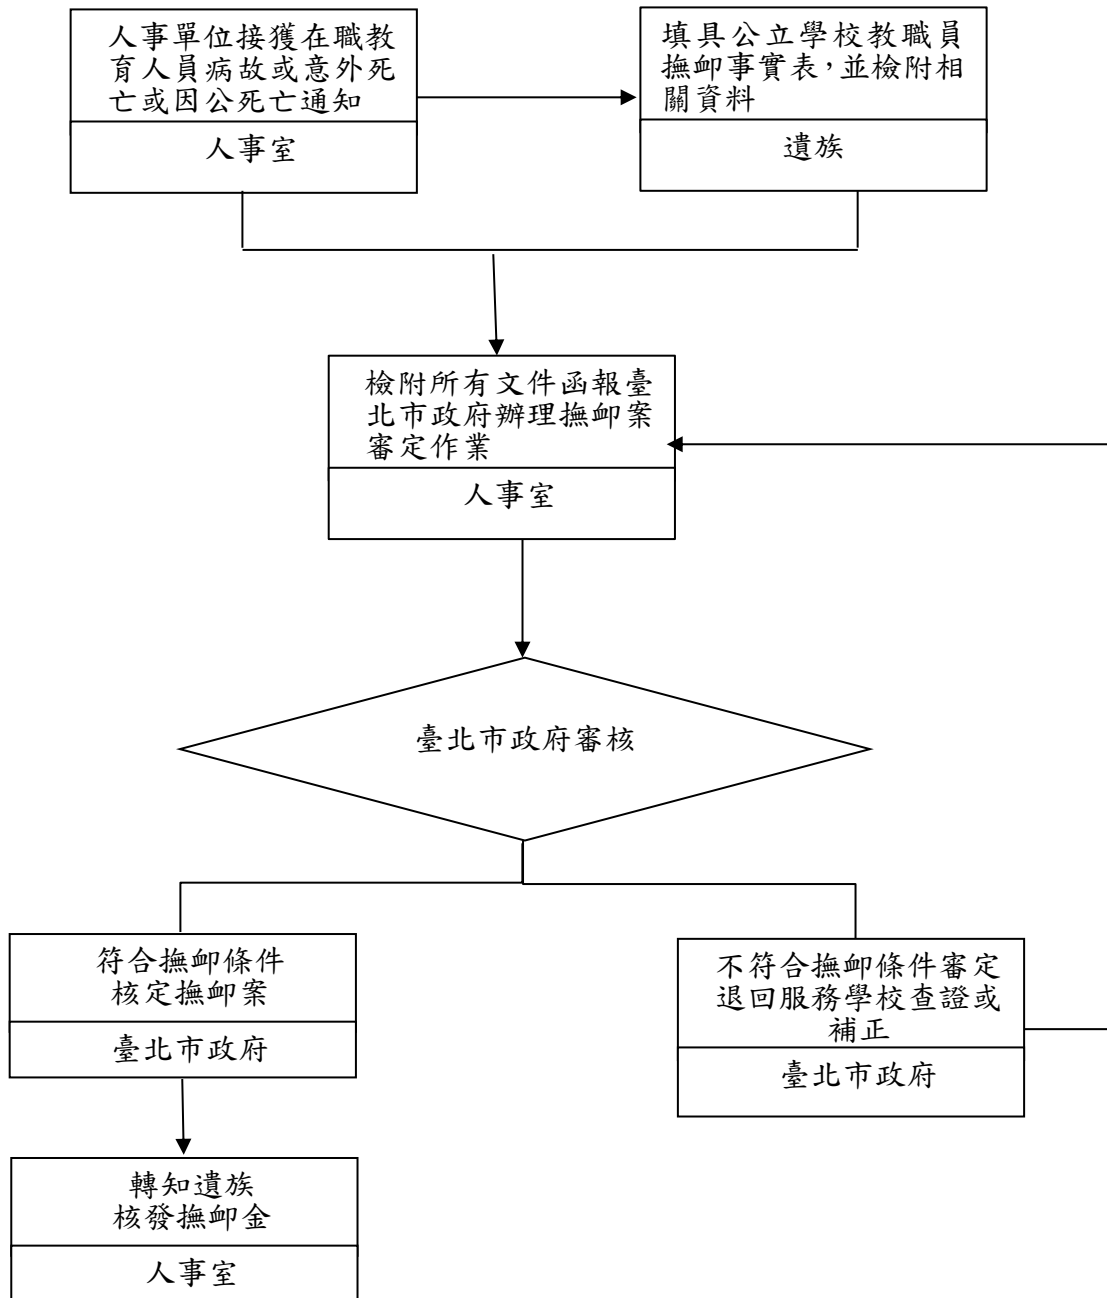 人事單位接獲在職教
育人員病故或意外死
亡或因公死亡通知
人事室
填具公立學校教職員
撫卹事實表，並檢附相
關資料
遺族
檢附所有文件函報臺
北市政府辦理撫卹案
審定作業
人事室
臺北市政府審核
符合撫卹條件
核定撫卹案
臺北市政府
不符合撫卹條件審定
退回服務學校查證或
補正
臺北市政府
轉知遺族
核發撫卹金
人事室